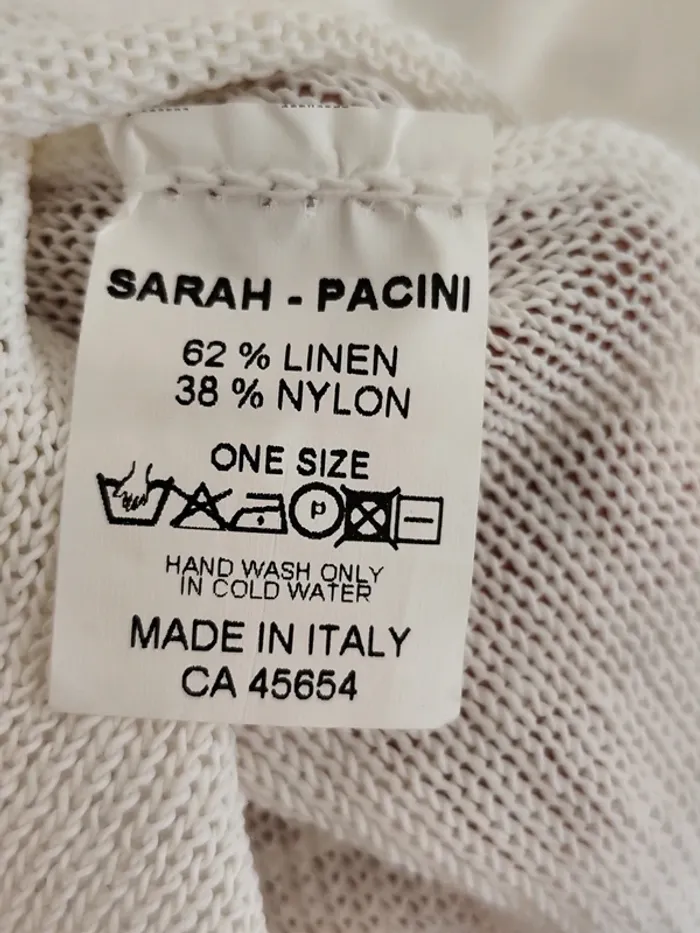 SARAH - PACINI
62 % LINEN
38 % NYLON
ONE SIZE
P
HAND WASH ONLY
IN COLD WATER
MADE IN ITALY
CA 45654